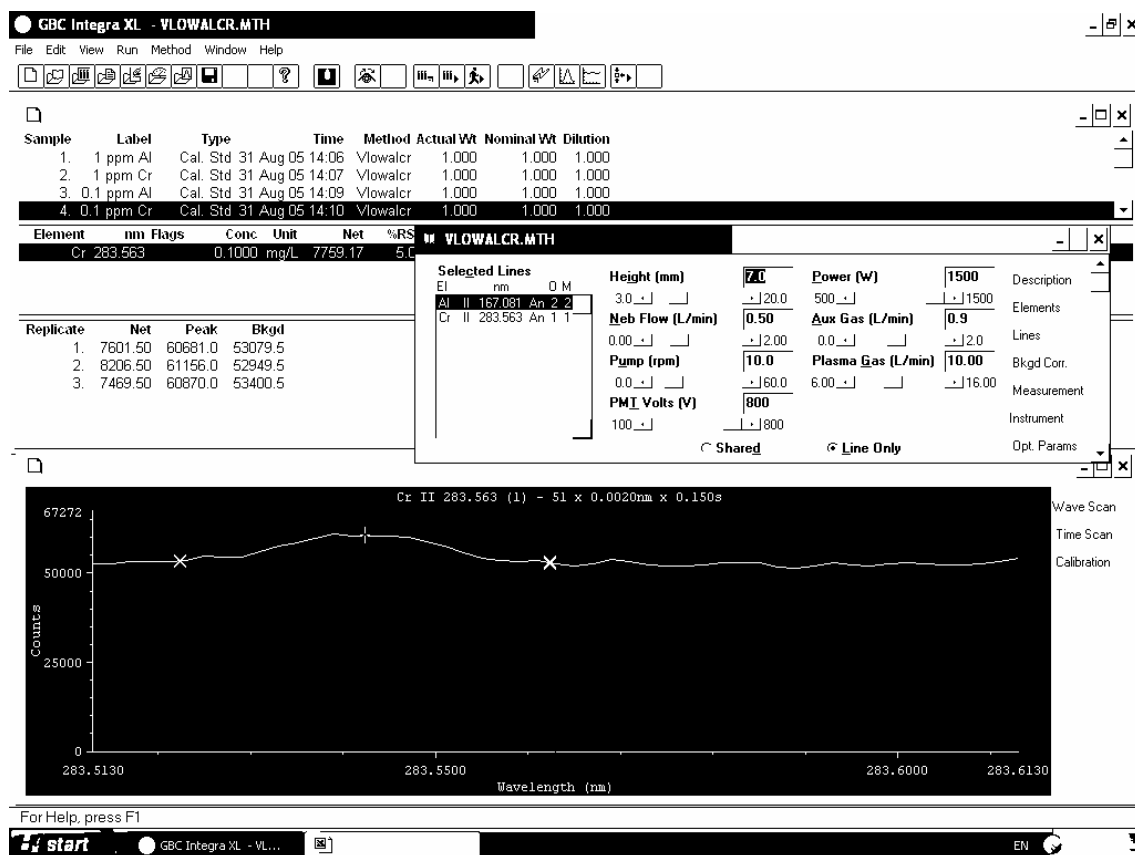 GBC Integra XL - VLOWALCR.MTH
File Edit View Run Method Window Help
Sample Label Type Time Method Actual Wt Nominal Wt Dilution
1. 1 ppm Al Cal. Std 31 Aug 05 14:06 Vlowalcr 1.000 1.000 1.000
2. 1 ppm Cr Cal. Std 31 Aug 05 14:07 Vlowalcr 1.000 1.000 1.000
3. 0.1 ppm Al Cal. Std 31 Aug 05 14:09 Vlowalcr 1.000 1.000 1.000
4. 0.1 ppm Cr Cal. Std 31 Aug 05 14:10 Vlowalcr 1.000 1.000 1.000
Element nm Flags Conc Unit Net %RS
Cr 283.563 0.1000 mg/L 7759.17 5.0
Replicate Net Peak Bkgd
1. 7601.50 60681.0 53079.5
2. 8206.50 61156.0 52949.5
3. 7469.50 60870.0 53400.5
VLOWALCR.MTH
Selected Lines
El nm O M
Al II 167.081 An 2 2
Cr II 283.563 An 1 1
Height (mm) 7.0 Power (W) 1500
3.0 20.0 500 1500
Neb Flow (L/min) 0.50 Aux Gas (L/min) 0.9
0.00 2.00 0.0 2.0
Pump (rpm) 10.0 Plasma Gas (L/min) 10.00
0.0 60.0 6.00 16.00
PMT Volts (V) 800
100 800
Shared Line Only
Description
Elements
Lines
Bkgd Corr.
Measurement
Instrument
Opt. Params
Cr II 283.563 (1) - 51 x 0.0020nm x 0.150s
67272
50000
25000
0
Counts
283.5130 283.5500 283.6000 283.6130
Wavelength (nm)
Wave Scan
Time Scan
Calibration
For Help, press F1
start GBC Integra XL - VL... EN